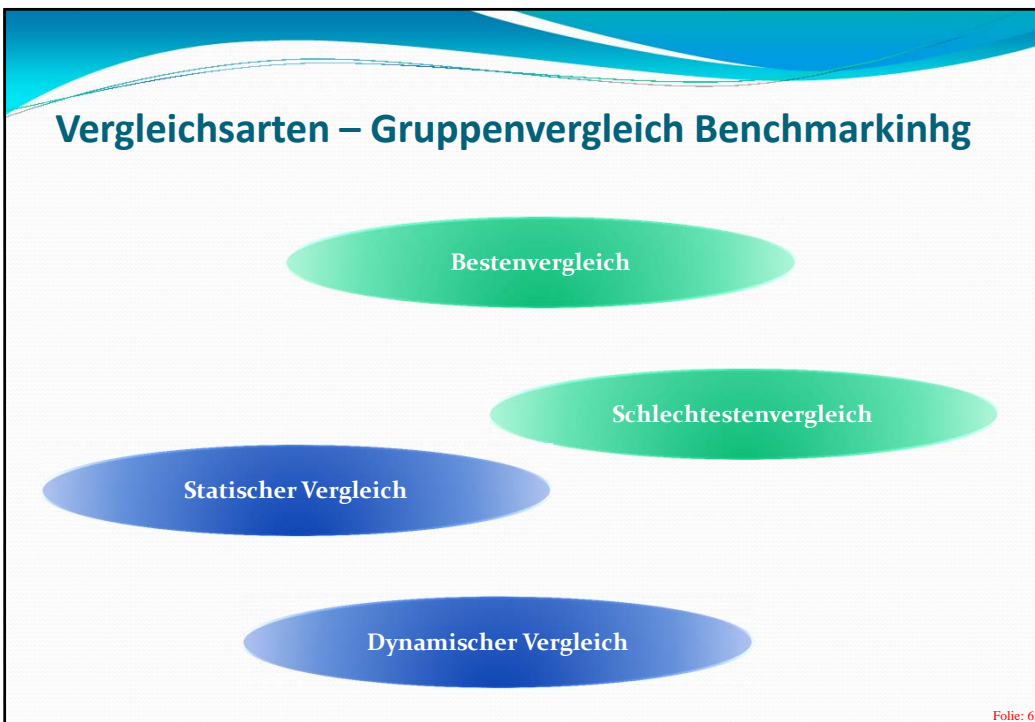 Vergleichsarten – Gruppenvergleich Benchmarkinhg
Bestenvergleich
Schlechtestenvergleich
Statischer Vergleich
Dynamischer Vergleich
Folie: 6